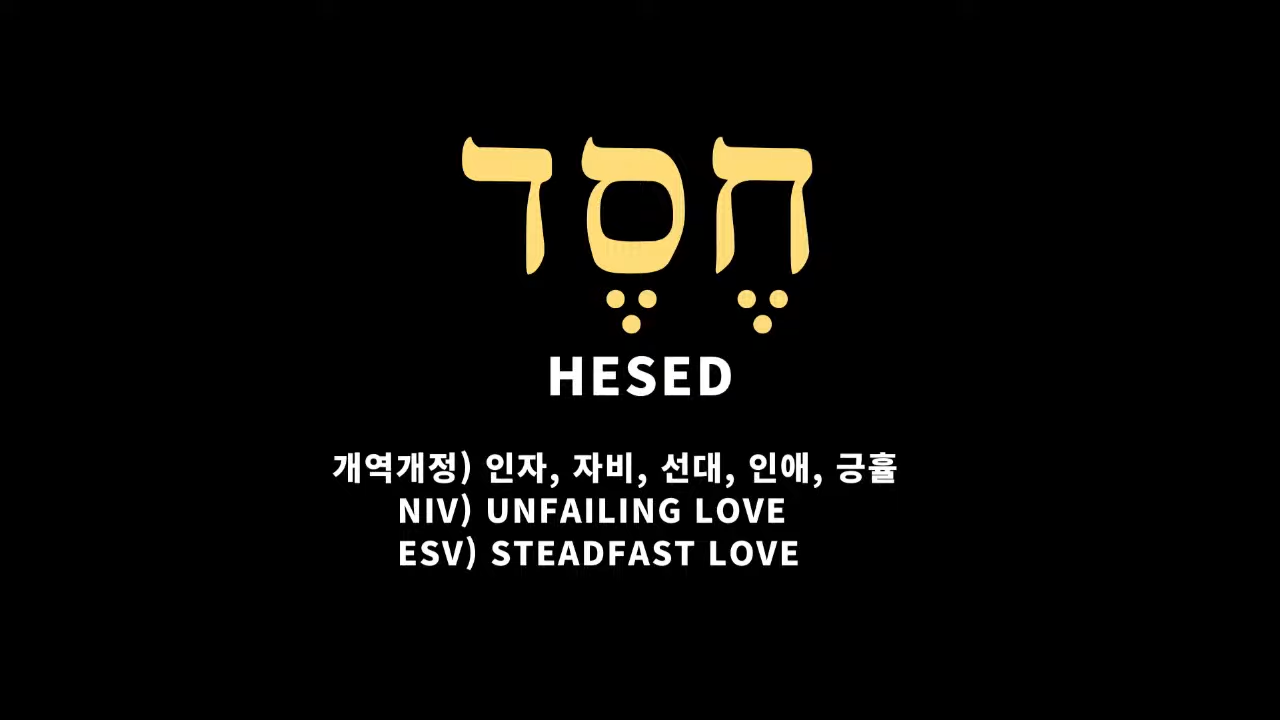 חֶסֶד
HESED
개역개정) 인자, 자비, 선대, 인애, 긍휼
NIV) UNFAILING LOVE
ESV) STEADFAST LOVE